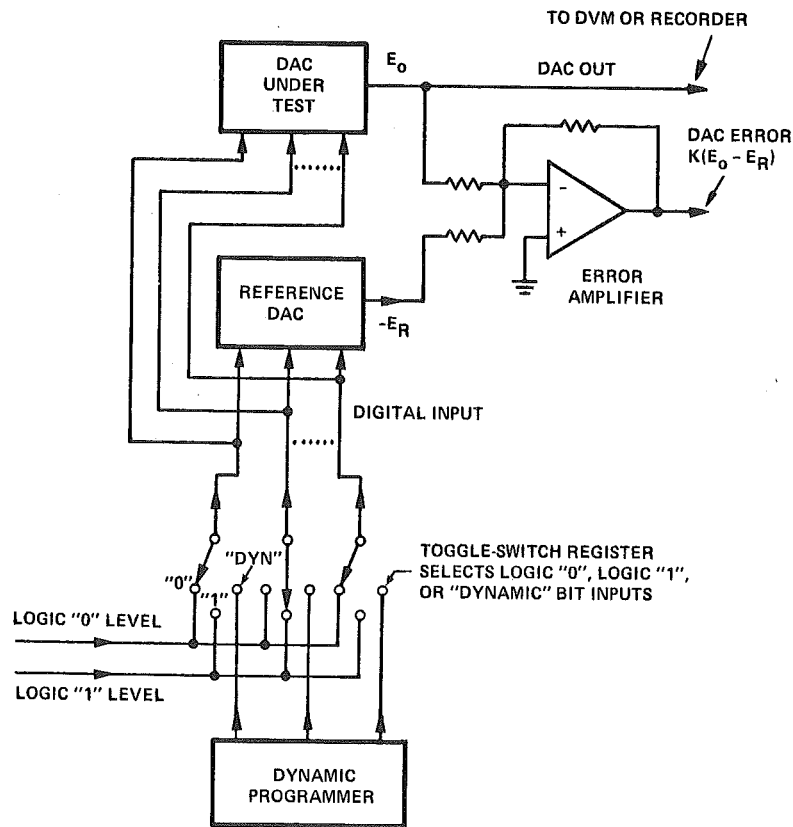 TO DVM OR RECORDER
DAC
UNDER
TEST
Eo
DAC OUT
DAC ERROR
K(Eo – ER)
-
+
ERROR
AMPLIFIER
REFERENCE
DAC
-ER
DIGITAL INPUT
"DYN"
"0"
"1"
TOGGLE-SWITCH REGISTER
SELECTS LOGIC "0", LOGIC "1",
OR "DYNAMIC" BIT INPUTS
LOGIC "0" LEVEL
LOGIC "1" LEVEL
DYNAMIC
PROGRAMMER